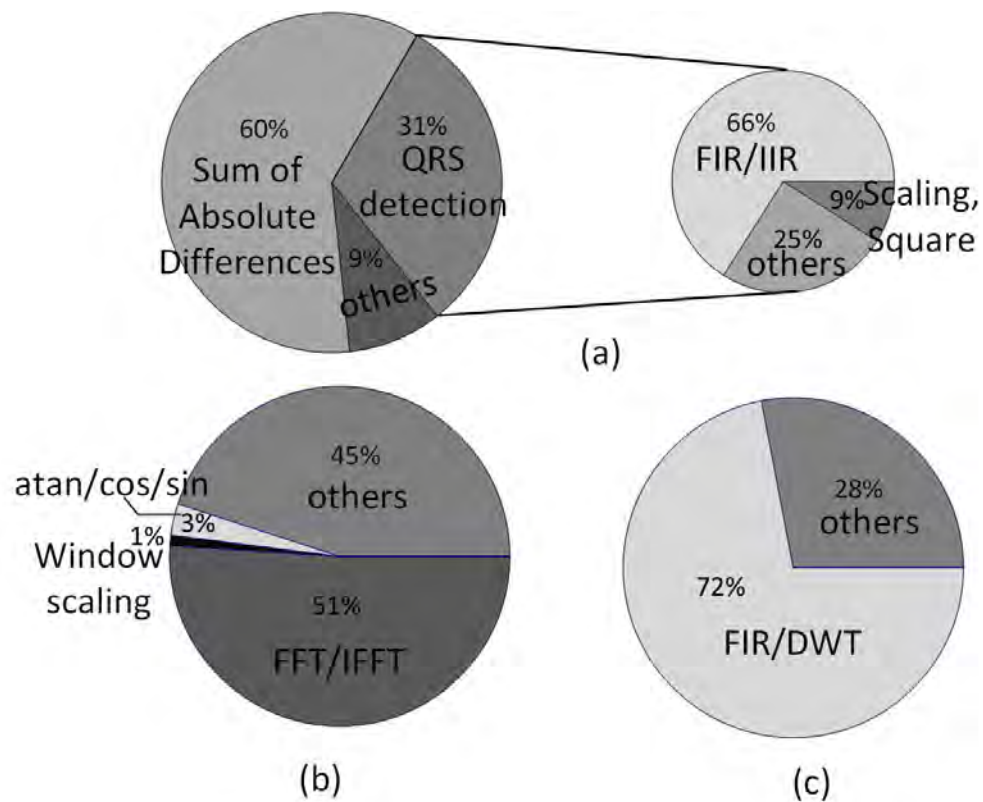 60%
Sum of
Absolute
Differences
31%
QRS
detection
9%
others
66%
FIR/IIR
9%
Scaling,
Square
25%
others
(a)
45%
others
atan/cos/sin
3%
1%
Window
scaling
51%
FFT/IFFT
(b)
28%
others
72%
FIR/DWT
(c)